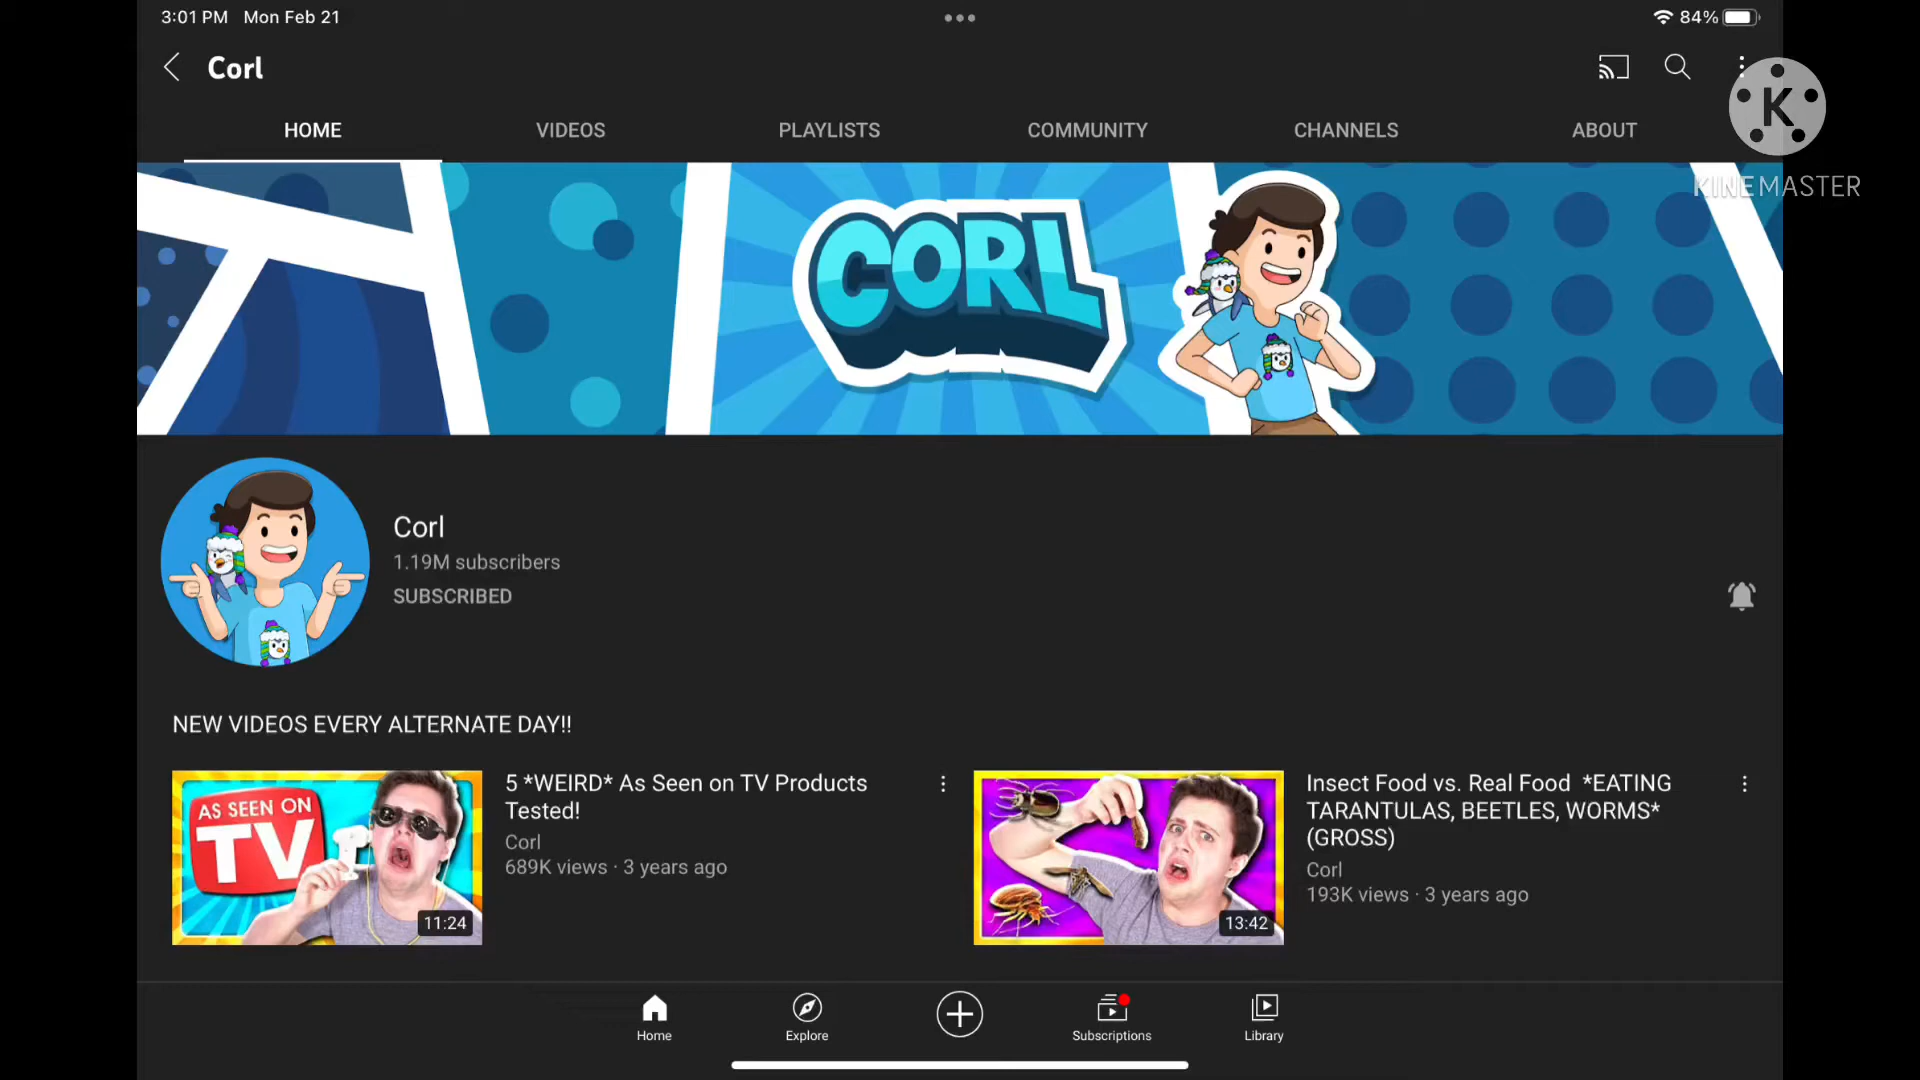 3:01 PM Mon Feb 21
84%
Corl
HOME VIDEOS PLAYLISTS COMMUNITY CHANNELS ABOUT
K
KINEMASTER
CORL
Corl
1.19M subscribers
SUBSCRIBED
NEW VIDEOS EVERY ALTERNATE DAY!!
AS SEEN ON
TV
11:24
5 *WEIRD* As Seen on TV Products
Tested!
Corl
689K views · 3 years ago
13:42
Insect Food vs. Real Food *EATING
TARANTULAS, BEETLES, WORMS*
(GROSS)
Corl
193K views · 3 years ago
Home Explore Subscriptions Library